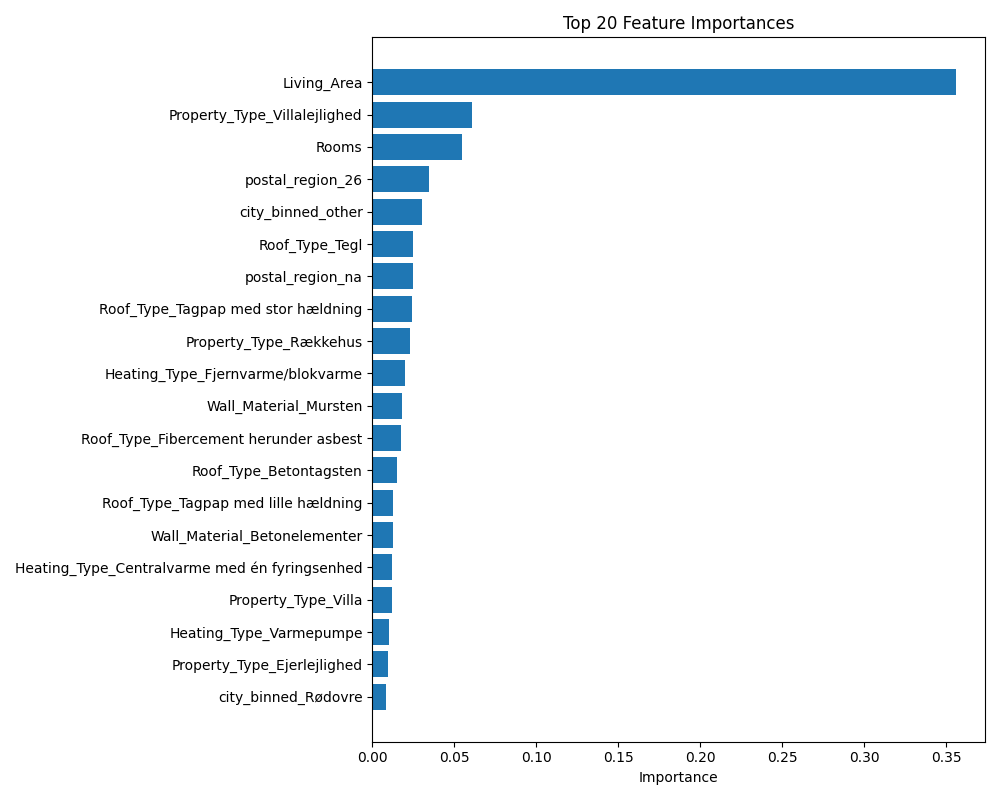 Top 20 Feature Importances
Living_Area
Property_Type_Villalejlighed
Rooms
postal_region_26
city_binned_other
Roof_Type_Tegl
postal_region_na
Roof_Type_Tagpap med stor hældning
Property_Type_Rækkehus
Heating_Type_Fjernvarme/blokvarme
Wall_Material_Mursten
Roof_Type_Fibercement herunder asbest
Roof_Type_Betontagsten
Roof_Type_Tagpap med lille hældning
Wall_Material_Betonelementer
Heating_Type_Centralvarme med én fyringsenhed
Property_Type_Villa
Heating_Type_Varmepumpe
Property_Type_Ejerlejlighed
city_binned_Rødovre
0.00 0.05 0.10 0.15 0.20 0.25 0.30 0.35
Importance